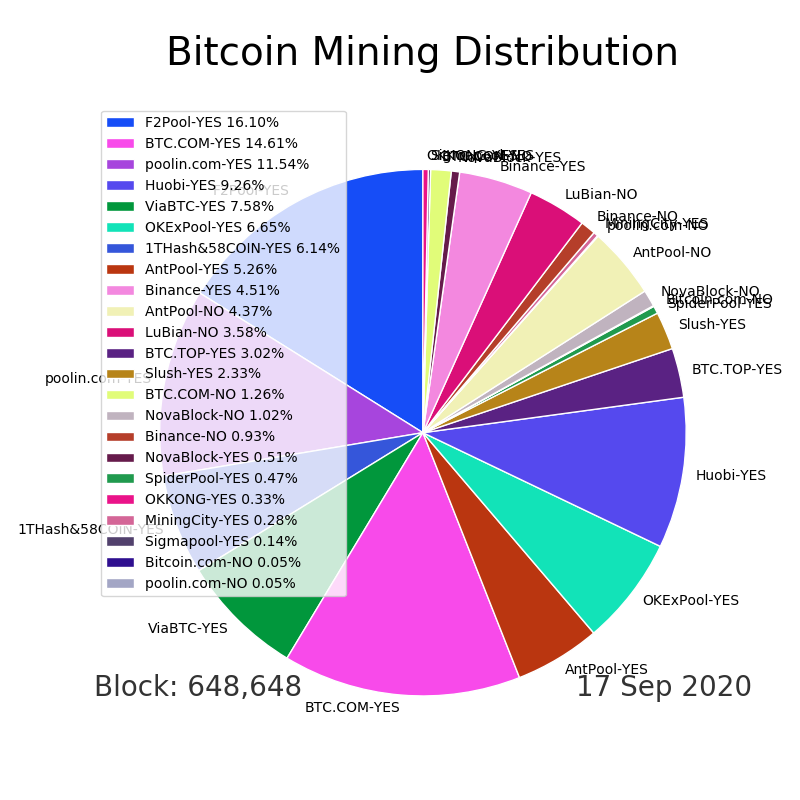 Bitcoin Mining Distribution
F2Pool-YES 16.10%
BTC.COM-YES 14.61%
poolin.com-YES 11.54%
Huobi-YES 9.26%
ViaBTC-YES 7.58%
OKExPool-YES 6.65%
1THash&58COIN-YES 6.14%
AntPool-YES 5.26%
Binance-YES 4.51%
AntPool-NO 4.37%
LuBian-NO 3.58%
BTC.TOP-YES 3.02%
Slush-YES 2.33%
BTC.COM-NO 1.26%
NovaBlock-NO 1.02%
Binance-NO 0.93%
NovaBlock-YES 0.51%
SpiderPool-YES 0.47%
OKKONG-YES 0.33%
MiningCity-YES 0.28%
Sigmapool-YES 0.14%
Bitcoin.com-NO 0.05%
poolin.com-NO 0.05%
Binance-YES
LuBian-NO
Binance-NO
MiningCity-YES
poolin.com-NO
AntPool-NO
NovaBlock-NO
Bitcoin.com-NO
SpiderPool-YES
Slush-YES
BTC.TOP-YES
Huobi-YES
OKExPool-YES
AntPool-YES
BTC.COM-YES
ViaBTC-YES
1THash&58COIN-YES
poolin.com-YES
F2Pool-YES
Block: 648,648
17 Sep 2020